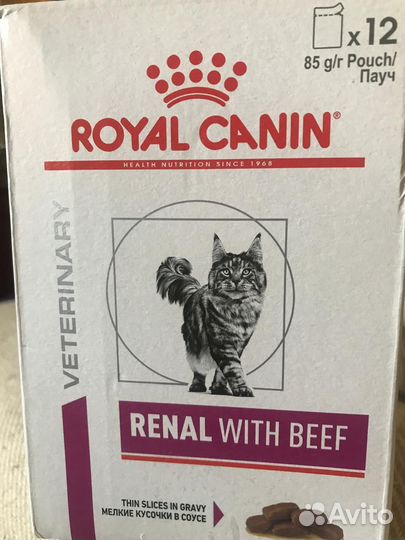 x12
85 g/г Pouch/
Пауч
ROYAL CANIN®
HEALTH NUTRITION SINCE 1968
VETERINARY
RENAL WITH BEEF
THIN SLICES IN GRAVY
МЕЛКИЕ КУСОЧКИ В СОУСЕ
Avito